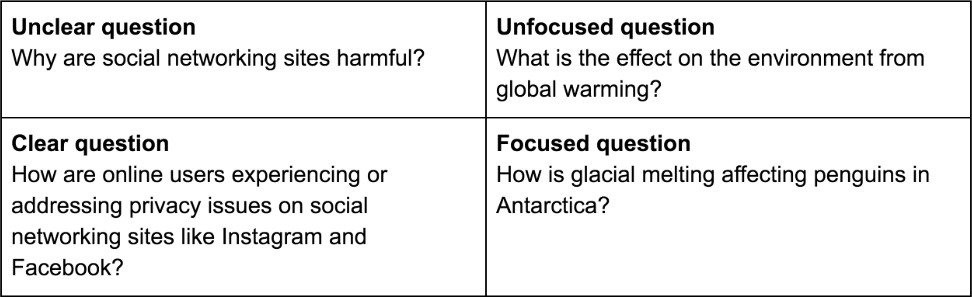 Unclear question
Why are social networking sites harmful?
Unfocused question
What is the effect on the environment from
global warming?
Clear question
How are online users experiencing or
addressing privacy issues on social
networking sites like Instagram and
Facebook?
Focused question
How is glacial melting affecting penguins in
Antarctica?